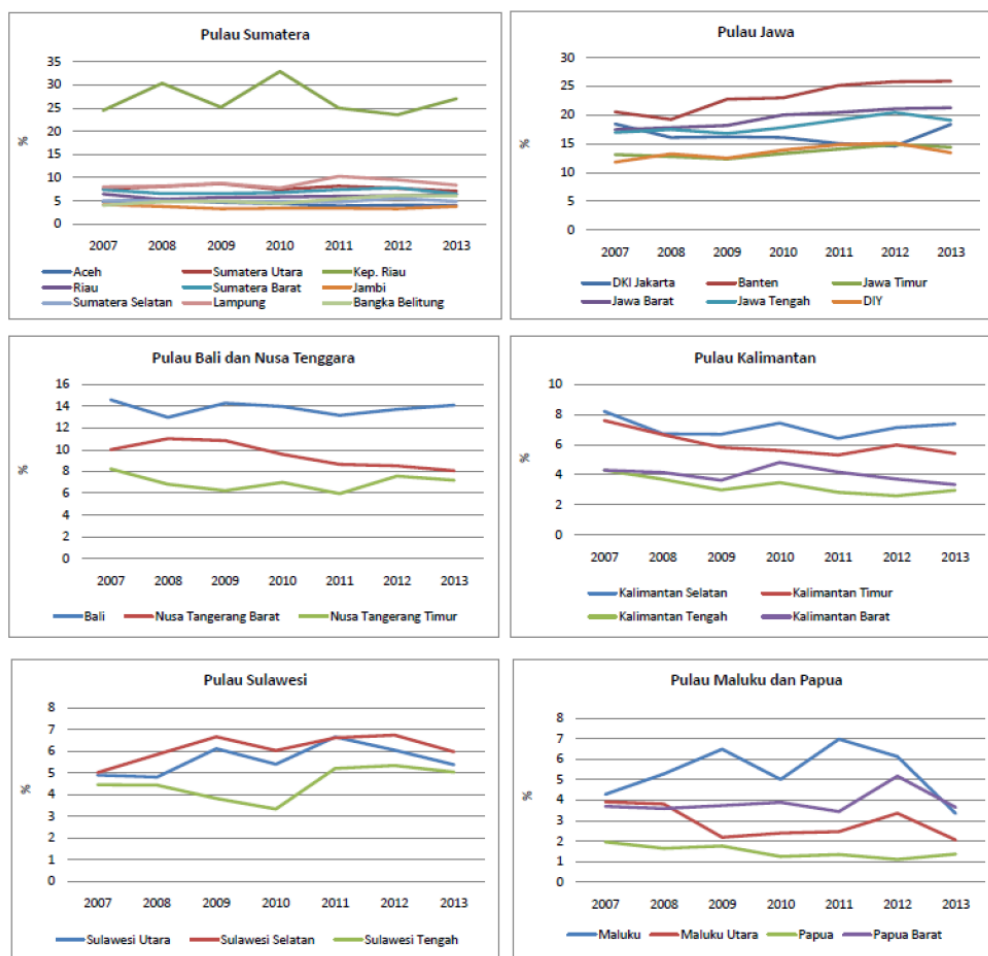 Pulau Sumatera
35
30
25
20
15
10
5
0
%
2007 2008 2009 2010 2011 2012 2013
Aceh Sumatera Utara Kep. Riau
Riau Sumatera Barat Jambi
Sumatera Selatan Lampung Bangka Belitung
Pulau Jawa
30
25
20
15
10
5
0
%
2007 2008 2009 2010 2011 2012 2013
DKI Jakarta Banten Jawa Timur
Jawa Barat Jawa Tengah DIY
Pulau Bali dan Nusa Tenggara
16
14
12
10
8
6
4
2
0
%
2007 2008 2009 2010 2011 2012 2013
Bali Nusa Tangerang Barat Nusa Tangerang Timur
Pulau Kalimantan
10
8
6
4
2
0
%
2007 2008 2009 2010 2011 2012 2013
Kalimantan Selatan Kalimantan Timur
Kalimantan Tengah Kalimantan Barat
Pulau Sulawesi
8
7
6
5
4
3
2
1
0
%
2007 2008 2009 2010 2011 2012 2013
Sulawesi Utara Sulawesi Selatan Sulawesi Tengah
Pulau Maluku dan Papua
8
7
6
5
4
3
2
1
0
%
2007 2008 2009 2010 2011 2012 2013
Maluku Maluku Utara Papua Papua Barat